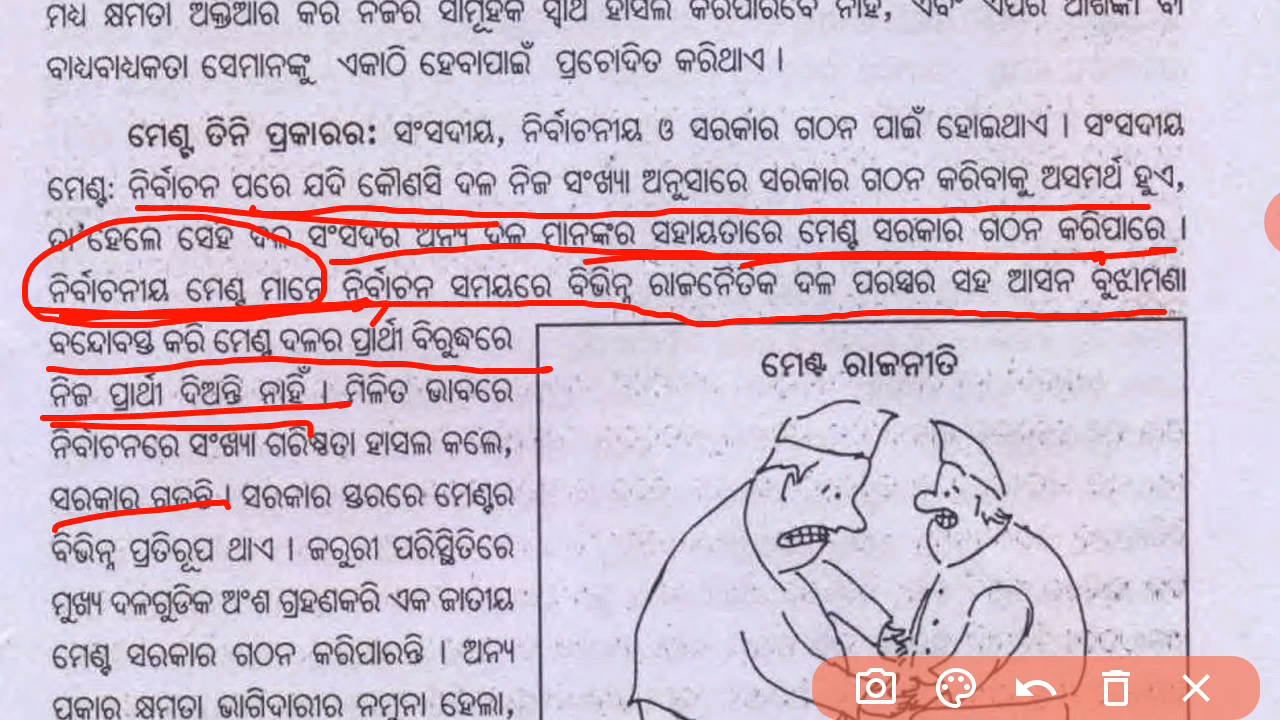 ମଧ୍ୟ କ୍ଷମତା ଅକ୍ତିଆର କରି ନିଜର ସାମୂହିକ ସ୍ୱାର୍ଥ ହାସଲ କରିପାରିବେ ନାହିଁ, ଏବଂ ଏପରି ଆଶଙ୍କା ବା
ବାଧ୍ୟବାଧକତା ସେମାନଙ୍କୁ ଏକାଠି ହେବାପାଇଁ ପ୍ରଚୋଦିତ କରିଥାଏ ।
ମେଣ୍ଟ ତିନି ପ୍ରକାରର: ସଂସଦୀୟ, ନିର୍ବାଚନୀୟ ଓ ସରକାର ଗଠନ ପାଇଁ ହୋଇଥାଏ । ସଂସଦୀୟ
ମେଣ୍ଟ: ନିର୍ବାଚନ ପରେ ଯଦି କୌଣସି ଦଳ ନିଜ ସଂଖ୍ୟା ଅନୁସାରେ ସରକାର ଗଠନ କରିବାକୁ ଅସମର୍ଥ ହୁଏ,
ତା'ହେଲେ ସେହି ଦଳ ସଂସଦର ଅନ୍ୟ ଦଳ ମାନଙ୍କର ସହାୟତାରେ ମେଣ୍ଟ ସରକାର ଗଠନ କରିପାରେ ।
ନିର୍ବାଚନୀୟ ମେଣ୍ଟ ମାନେ ନିର୍ବାଚନ ସମୟରେ ବିଭିନ୍ନ ରାଜନୈତିକ ଦଳ ପରସ୍ପର ସହ ଆସନ ବୁଝାମଣା
ବନ୍ଦୋବସ୍ତ କରି ମେଣ୍ଟ ଦଳର ପ୍ରାର୍ଥୀ ବିରୁଦ୍ଧରେ
ନିଜ ପ୍ରାର୍ଥୀ ଦିଅନ୍ତି ନାହିଁ । ମିଳିତ ଭାବରେ
ନିର୍ବାଚନରେ ସଂଖ୍ୟା ଗରିଷ୍ଠତା ହାସଲ କଲେ,
ସରକାର ଗଢନ୍ତି । ସରକାର ସ୍ତରରେ ମେଣ୍ଟର
ବିଭିନ୍ନ ପ୍ରତିରୂପ ଥାଏ । ଜରୁରୀ ପରିସ୍ଥିତିରେ
ମୁଖ୍ୟ ଦଳଗୁଡିକ ଅଂଶ ଗ୍ରହଣକରି ଏକ ଜାତୀୟ
ମେଣ୍ଟ ସରକାର ଗଠନ କରିପାରନ୍ତି । ଅନ୍ୟ
ପ୍ରକାର କ୍ଷମତା ଭାଗିଦାରୀର ନମୁନା ହେଲା,
ମେଣ୍ଟ ରାଜନୀତି